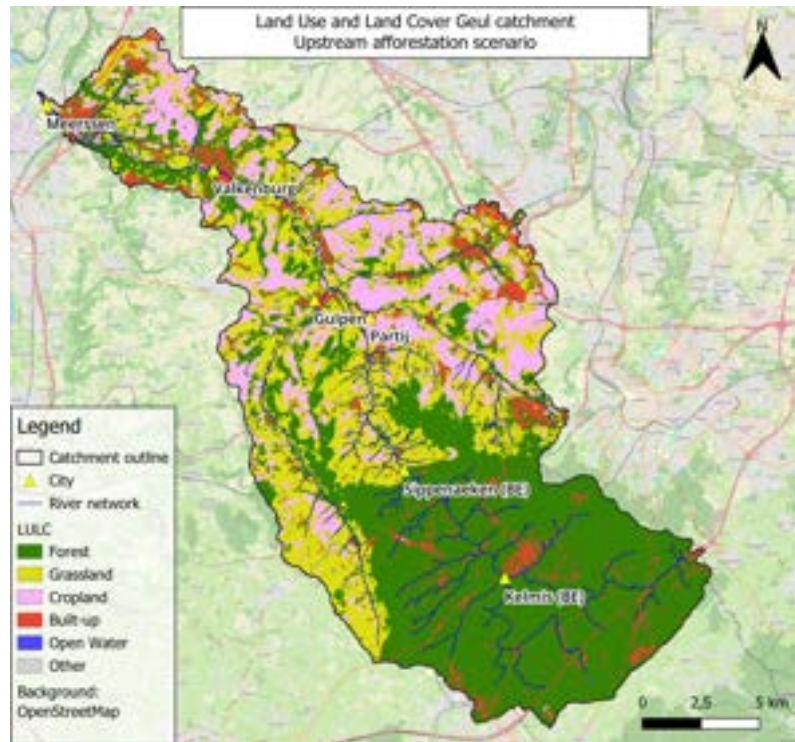 Land Use and Land Cover Geul catchment
Upstream afforestation scenario
N
Meerssen
Valkenburg
Gulpen
Partij
Sippenaeken (BE)
Kelmis (BE)
Legend
Catchment outline
City
River network
LULC
Forest
Grassland
Cropland
Built-up
Open Water
Other
Background:
OpenStreetMap
0 2,5 5 km